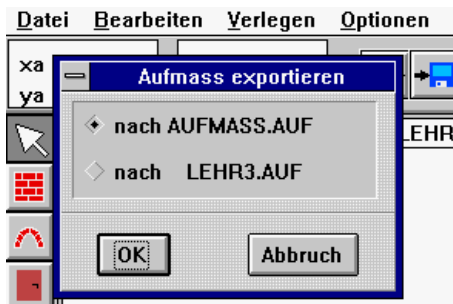 Datei Bearbeiten Verlegen Optionen
xa
ya
Aufmass exportieren
nach AUFMASS.AUF
LEHR
nach LEHR3.AUF
OK Abbruch